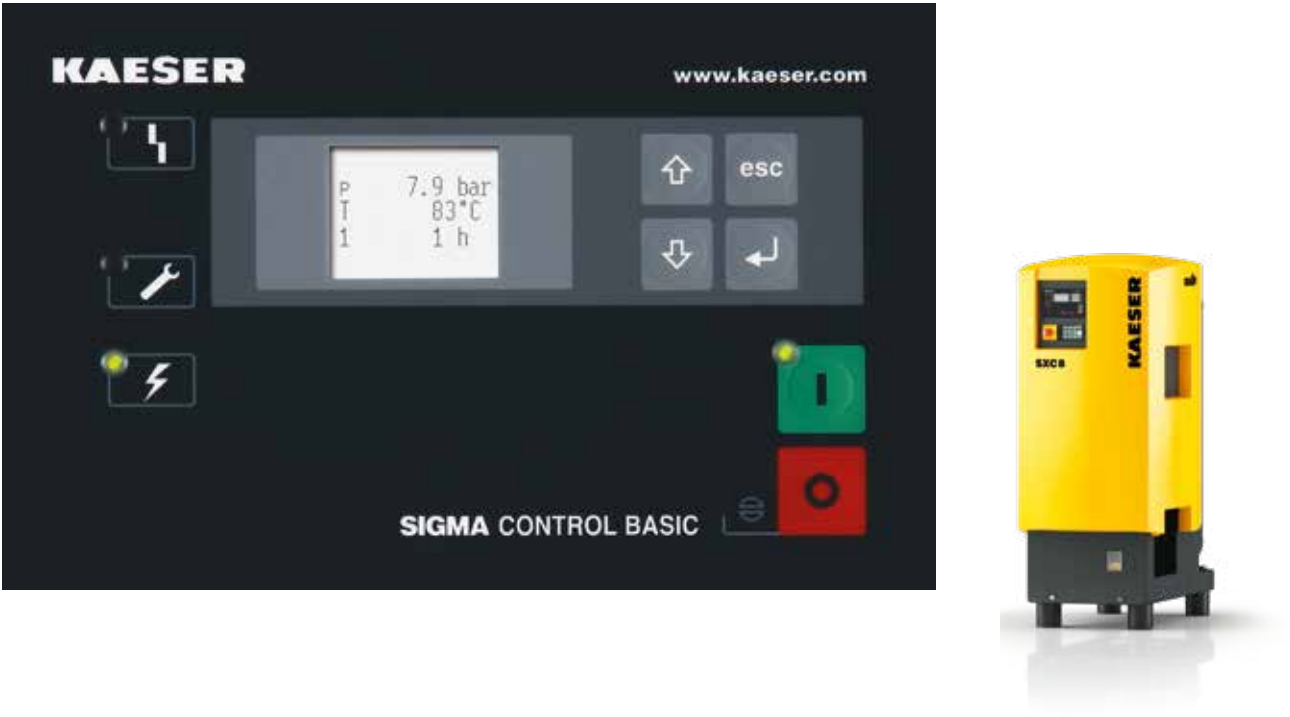 KAESER
www.kaeser.com
p 7.9 bar
T 83°C
1 1 h
esc
SIGMA CONTROL BASIC
KAESER
SXC8